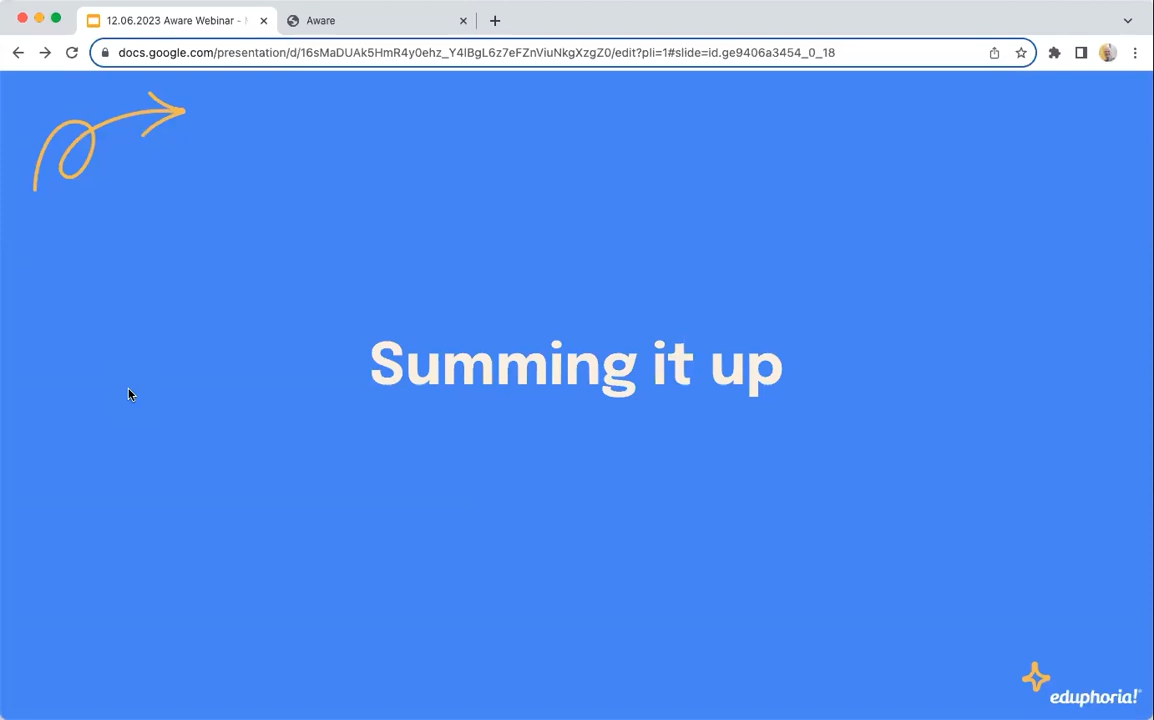 12.06.2023 Aware Webinar -
Aware
docs.google.com/presentation/d/16sMaDUAk5HmR4y0ehz_Y4lBgL6z7eFZnViuNkgXzgZ0/edit?pli=1#slide=id.ge9406a3454_0_18
Summing it up
eduphoria!